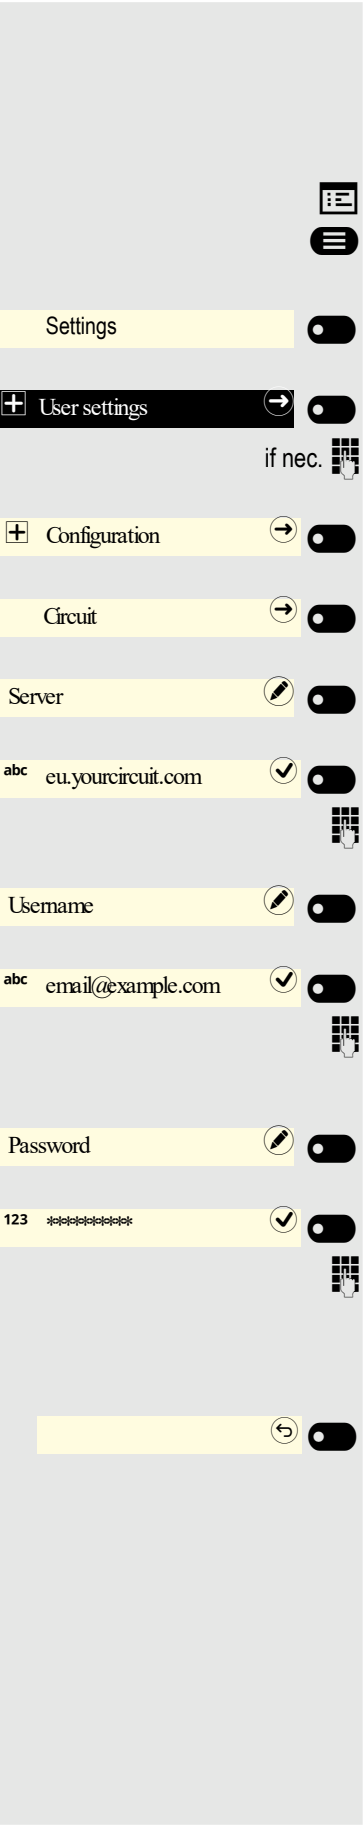 Settings
User settings
if nec.
Configuration
Circuit
Server
abc eu.yourcircuit.com
Username
abc email@example.com
Password
123 **********